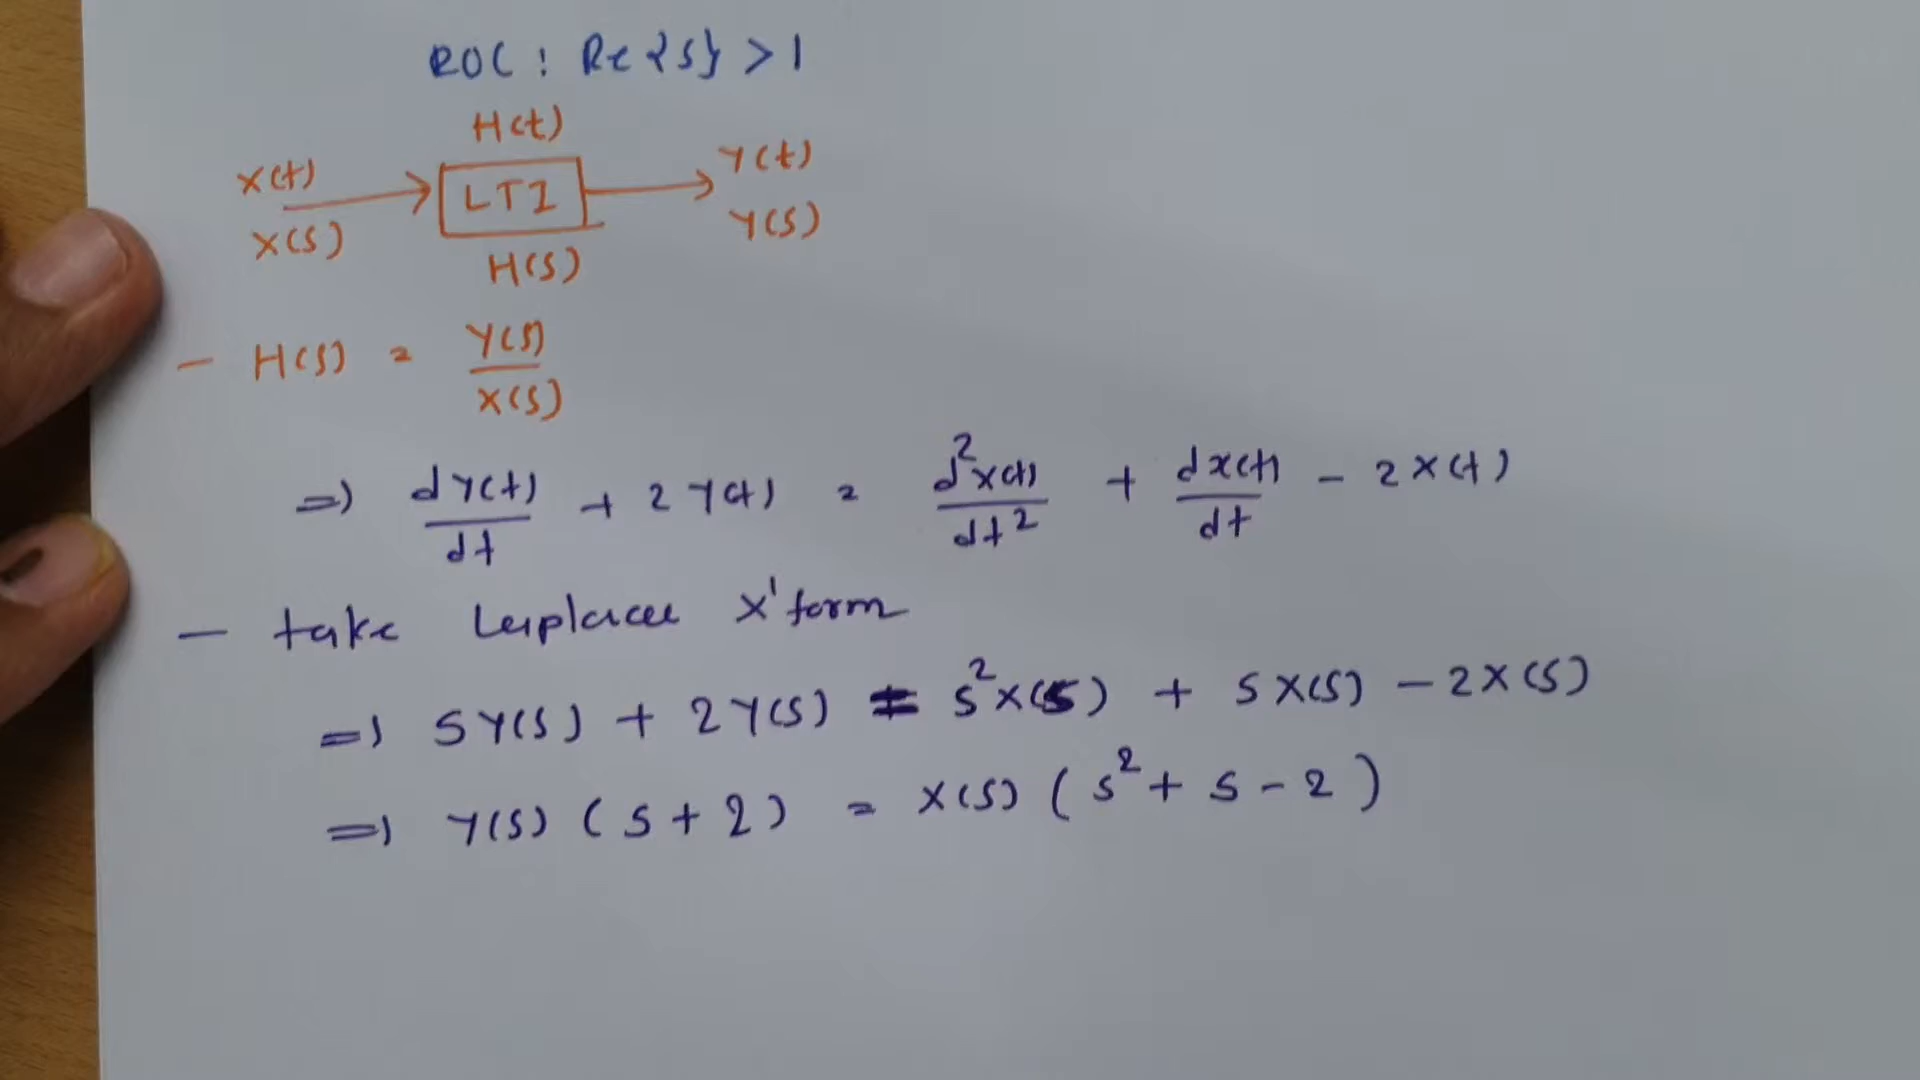 ROC : Re{s} > 1
H(t)
x(t) LTI Y(t)
X(s) H(s) Y(s)
- H(s) = Y(s)/X(s)
⇒ dY(t)/dt + 2Y(t) = d²x(t)/dt² + dx(t)/dt - 2x(t)
- take Laplace X'form
⇒ sY(s) + 2Y(s) = s²X(s) + sX(s) - 2X(s)
⇒ Y(s) (s+2) = X(s) (s² + s - 2)